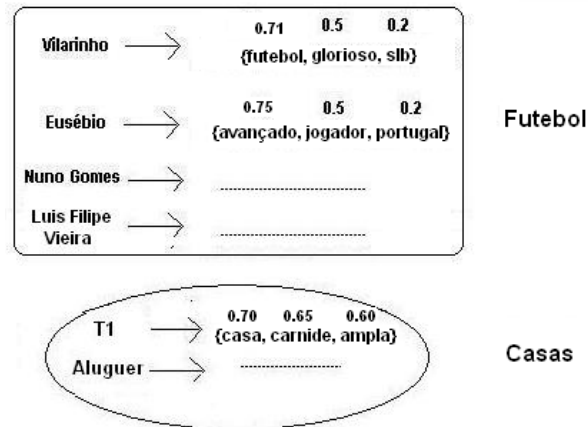 0.71 0.5 0.2
Vilarinho {futebol, glorioso, slb}
0.75 0.5 0.2
Eusébio {avançado, jogador, portugal}
Futebol
Nuno Gomes ........................
Luis Filipe
Vieira ........................
0.70 0.65 0.60
T1 {casa, carnide, ampla}
Aluguer ........................
Casas